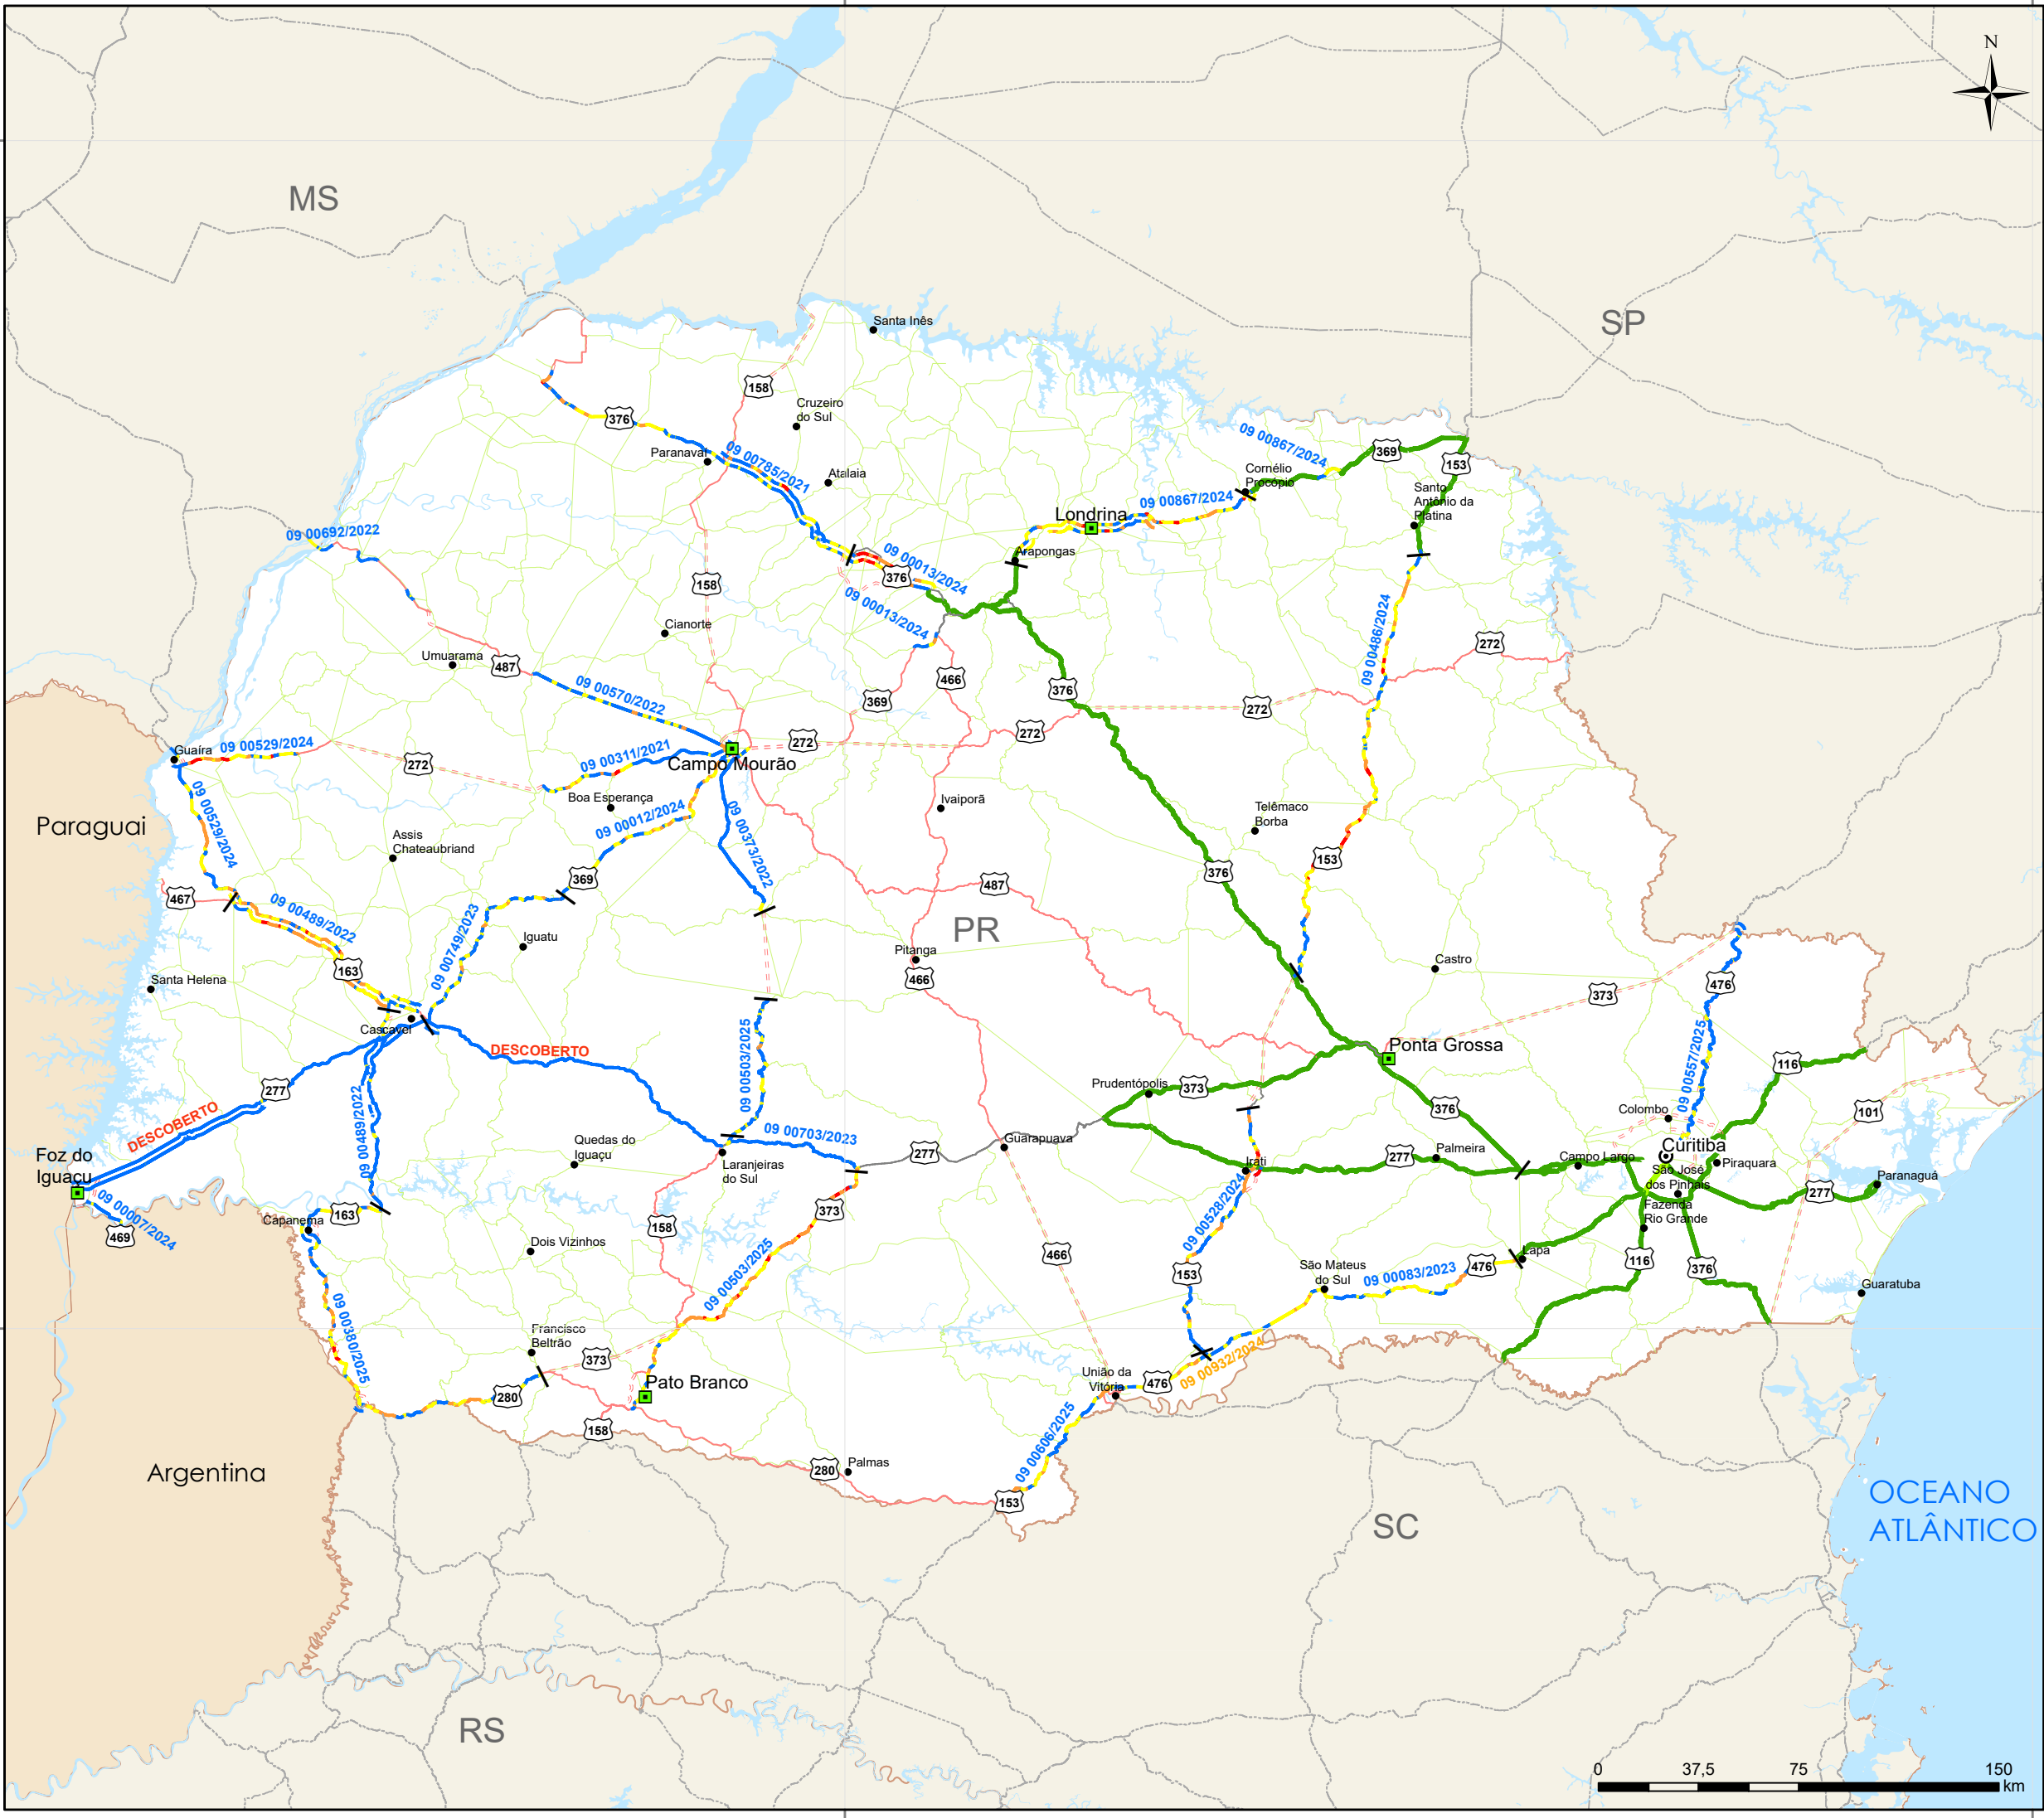 N
MS
SP
Santa Inês
158
Cruzeiro
do Sul
376
Paranavaí
09 00785/2021
Atalaia
09 00867/2024
369
153
Cornélio
Procópio
Santo
Antônio da
Platina
09 00867/2024
Londrina
09 00692/2022
Arapongas
09 00013/2024
376
158
09 00013/2024
Cianorte
09 00486/2024
Umuarama
487
272
466
376
09 00570/2022
369
272
272
272
Guaíra
09 00529/2024
272
09 00311/2021
Campo Mourão
Boa Esperança
09 00012/2024
09 00373/2022
Ivaiporã
Telêmaco
Borba
09 00529/2024
Paraguai
Assis
Chateaubriand
153
376
369
487
467
09 00489/2022
09 00749/2023
PR
Iguatu
Pitanga
466
163
Castro
476
373
Santa Helena
Cascavel
DESCOBERTO
09 00503/2025
Ponta Grossa
09 00557/2025
116
277
Prudentópolis
373
376
Colombo
101
DESCOBERTO
09 00489/2022
09 00703/2023
Guarapuava
277
Quedas do
Iguaçu
Laranjeiras
do Sul
Foz do
Iguaçu
Irati
277
Palmeira
Campo Largo
Curitiba
Piraquara
São José
dos Pinhais
Paranaguá
277
Fazenda
Rio Grande
09 00007/2024
469
Capanema
163
373
158
Dois Vizinhos
09 00503/2025
466
09 00528/2024
153
São Mateus
do Sul
09 00083/2023
476
Lapa
116
376
Guaratuba
09 00380/2025
Francisco
Beltrão
373
Pato Branco
280
158
União da
Vitória
476
09 00932/2024
09 00606/2025
280
Palmas
153
Argentina
SC
OCEANO
ATLÂNTICO
RS
0 37,5 75 150
km